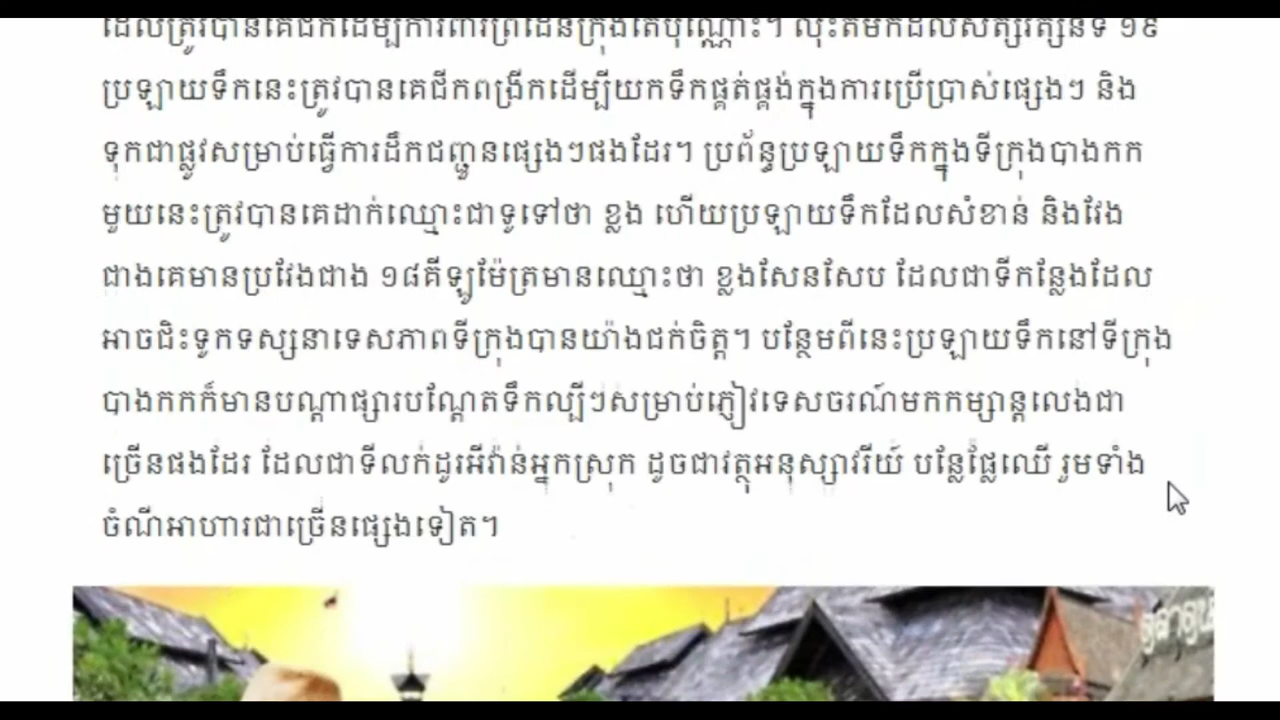 ដែលត្រូវបានគេជីកដើម្បីការពារព្រំដែនក្រុងតែប៉ុណ្ណោះ។ លុះតមកដល់សតវត្សរ៍ទី ១៩
ប្រឡាយទឹកនេះត្រូវបានគេជីកពង្រីកដើម្បីយកទឹកផ្គត់ផ្គង់ក្នុងការប្រើប្រាស់ផ្សេងៗ និង
ទុកជាផ្លូវសម្រាប់ធ្វើការដឹកជញ្ជូនផ្សេងៗផងដែរ។ ប្រព័ន្ធប្រឡាយទឹកក្នុងទីក្រុងបាងកក
មួយនេះត្រូវបានគេដាក់ឈ្មោះជាទូទៅថា ខ្លង ហើយប្រឡាយទឹកដែលសំខាន់ និងវែង
ជាងគេមានប្រវែងជាង ១៨គីឡូម៉ែត្រមានឈ្មោះថា ខ្លងសែនសែប ដែលជាទីកន្លែងដែល
អាចជិះទូកទស្សនាទេសភាពទីក្រុងបានយ៉ាងជក់ចិត្ត។ បន្ថែមពីនេះប្រឡាយទឹកនៅទីក្រុង
បាងកកក៏មានបណ្តាផ្សារបណ្តែតទឹកល្បីៗសម្រាប់ភ្ញៀវទេសចរណ៍មកកម្សាន្តលេងជា
ច្រើនផងដែរ ដែលជាទីលក់ដូរអីវ៉ាន់អ្នកស្រុក ដូចជាវត្ថុអនុស្សាវរីយ៍ បន្លែផ្លែឈើ រួមទាំង
ចំណីអាហារជាច្រើនផ្សេងទៀត។